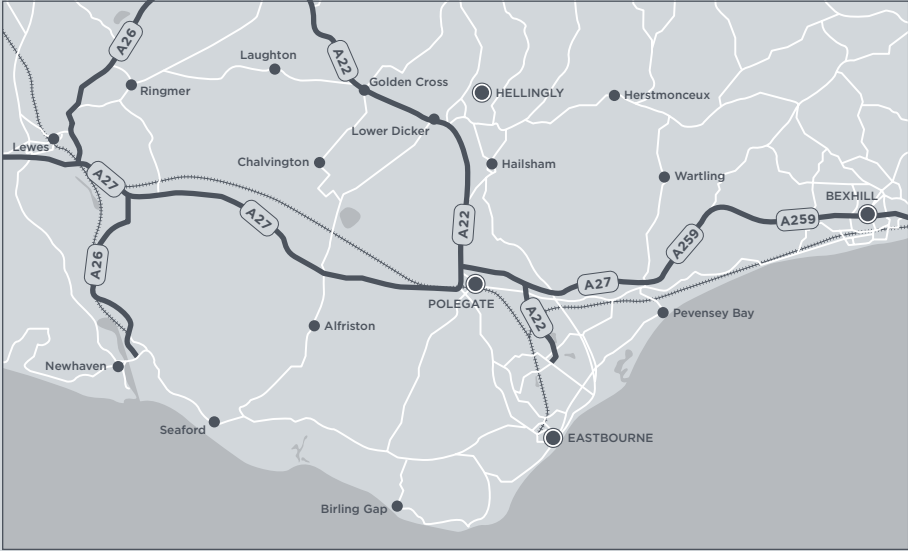 A26
A22
Laughton
Golden Cross
Ringmer
HELLINGLY
Herstmonceux
Lower Dicker
Lewes
Chalvington
Hailsham
A27
Wartling
BEXHILL
A27
A22
A259
A259
A26
A27
POLEGATE
A22
Pevensey Bay
Alfriston
Newhaven
Seaford
EASTBOURNE
Birling Gap